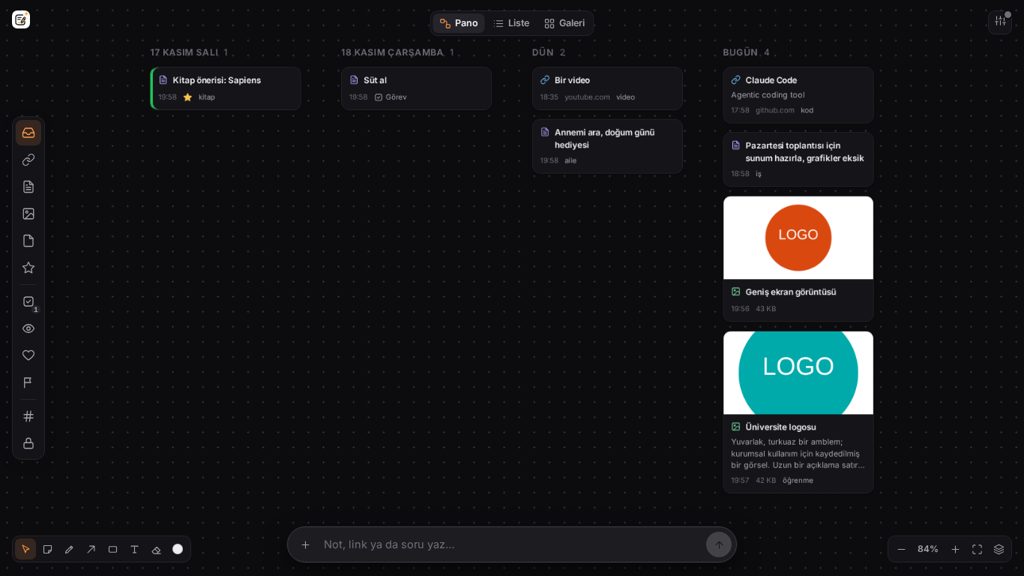 Pano
Liste
Galeri
17 KASIM SALI 1
18 KASIM ÇARŞAMBA 1
DÜN 2
BUGÜN 4
Kitap önerisi: Sapiens
19:58 kitap
Süt al
19:58 Görev
Bir video
18:35 youtube.com video
Annemi ara, doğum günü
hediyesi
19:58 aile
Claude Code
Agentic coding tool
17:58 github.com kod
Pazartesi toplantısı için
sunum hazırla, grafikler eksik
18:58 iş
LOGO
Geniş ekran görüntüsü
19:56 43 KB
LOGO
Üniversite logosu
Yuvarlak, turkuaz bir amblem;
kurumsal kullanım için kaydedilmiş
bir görsel. Uzun bir açıklama satır...
19:57 42 KB öğrenme
1
Not, link ya da soru yaz...
84%